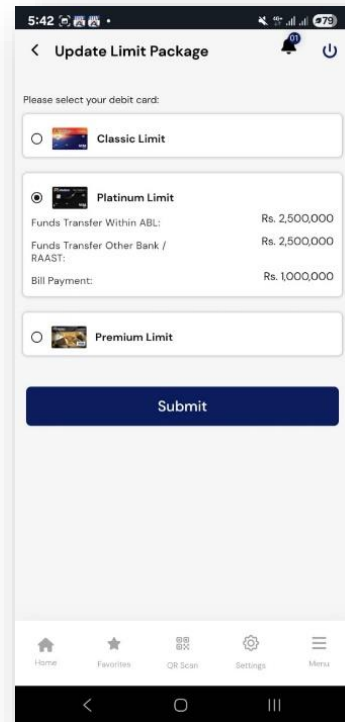 5:42
79
Update Limit Package
01
Please select your debit card:
Classic Limit
Platinum Limit
Funds Transfer Within ABL: Rs. 2,500,000
Funds Transfer Other Bank / RAAST: Rs. 2,500,000
Bill Payment: Rs. 1,000,000
Premium Limit
Submit
Home Favorites QR Scan Settings Menu